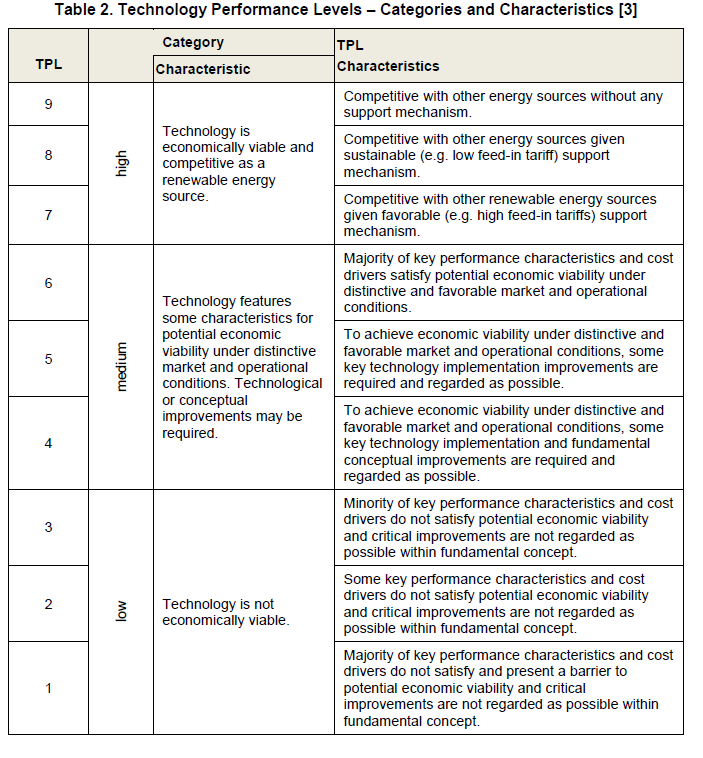 Table 2. Technology Performance Levels – Categories and Characteristics [3]
TPL
Category
Characteristic
TPL
Characteristics
9
high
Technology is
economically viable and
competitive as a
renewable energy
source.
Competitive with other energy sources without any
support mechanism.
8
Competitive with other energy sources given
sustainable (e.g. low feed-in tariff) support
mechanism.
7
Competitive with other renewable energy sources
given favorable (e.g. high feed-in tariffs) support
mechanism.
6
medium
Technology features
some characteristics for
potential economic
viability under distinctive
market and operational
conditions. Technological
or conceptual
improvements may be
required.
Majority of key performance characteristics and cost
drivers satisfy potential economic viability under
distinctive and favorable market and operational
conditions.
5
To achieve economic viability under distinctive and
favorable market and operational conditions, some
key technology implementation improvements are
required and regarded as possible.
4
To achieve economic viability under distinctive and
favorable market and operational conditions, some
key technology implementation and fundamental
conceptual improvements are required and
regarded as possible.
3
low
Technology is not
economically viable.
Minority of key performance characteristics and cost
drivers do not satisfy potential economic viability
and critical improvements are not regarded as
possible within fundamental concept.
2
Some key performance characteristics and cost
drivers do not satisfy potential economic viability
and critical improvements are not regarded as
possible within fundamental concept.
1
Majority of key performance characteristics and cost
drivers do not satisfy and present a barrier to
potential economic viability and critical
improvements are not regarded as possible within
fundamental concept.